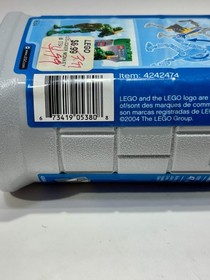 LEGO
$6.99
Item: 4242474
LEGO and the LEGO logo are
of/sont des marques de comm
son marcas registradas de LEG
©2004 The LEGO Group.
6 73419 05380 8